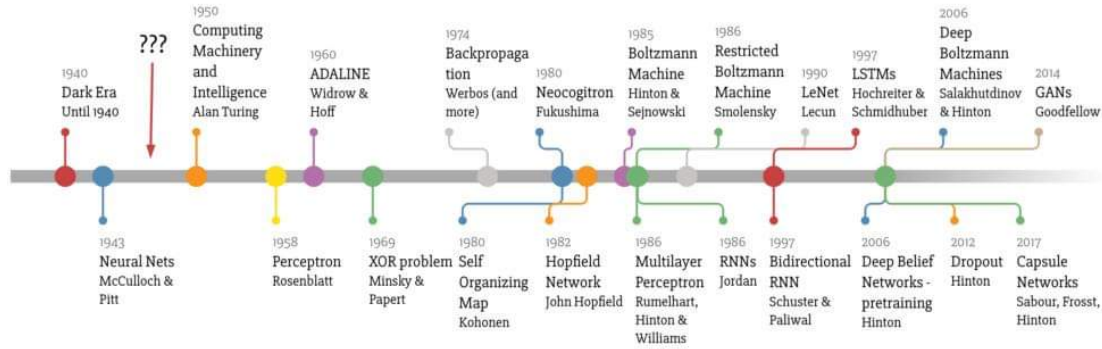 ???
1940
Dark Era
Until 1940
1950
Computing
Machinery
and
Intelligence
Alan Turing
1960
ADALINE
Widrow &
Hoff
1974
Backpropaga
tion
Werbos (and
more)
1980
Neocogitron
Fukushima
1985
Boltzmann
Machine
Hinton &
Sejnowski
1986
Restricted
Boltzmann
Machine
Smolensky
1990
LeNet
Lecun
1997
LSTMs
Hochreiter &
Schmidhuber
2006
Deep
Boltzmann
Machines
Salakhutdinov
& Hinton
2014
GANs
Goodfellow
1943
Neural Nets
McCulloch &
Pitt
1958
Perceptron
Rosenblatt
1969
XOR problem
Minsky &
Papert
1980
Self
Organizing
Map
Kohonen
1982
Hopfield
Network
John Hopfield
1986
Multilayer
Perceptron
Rumelhart,
Hinton &
Williams
1986
RNNs
Jordan
1997
Bidirectional
RNN
Schuster &
Paliwal
2006
Deep Belief
Networks -
pretraining
Hinton
2012
Dropout
Hinton
2017
Capsule
Networks
Sabour, Frosst,
Hinton